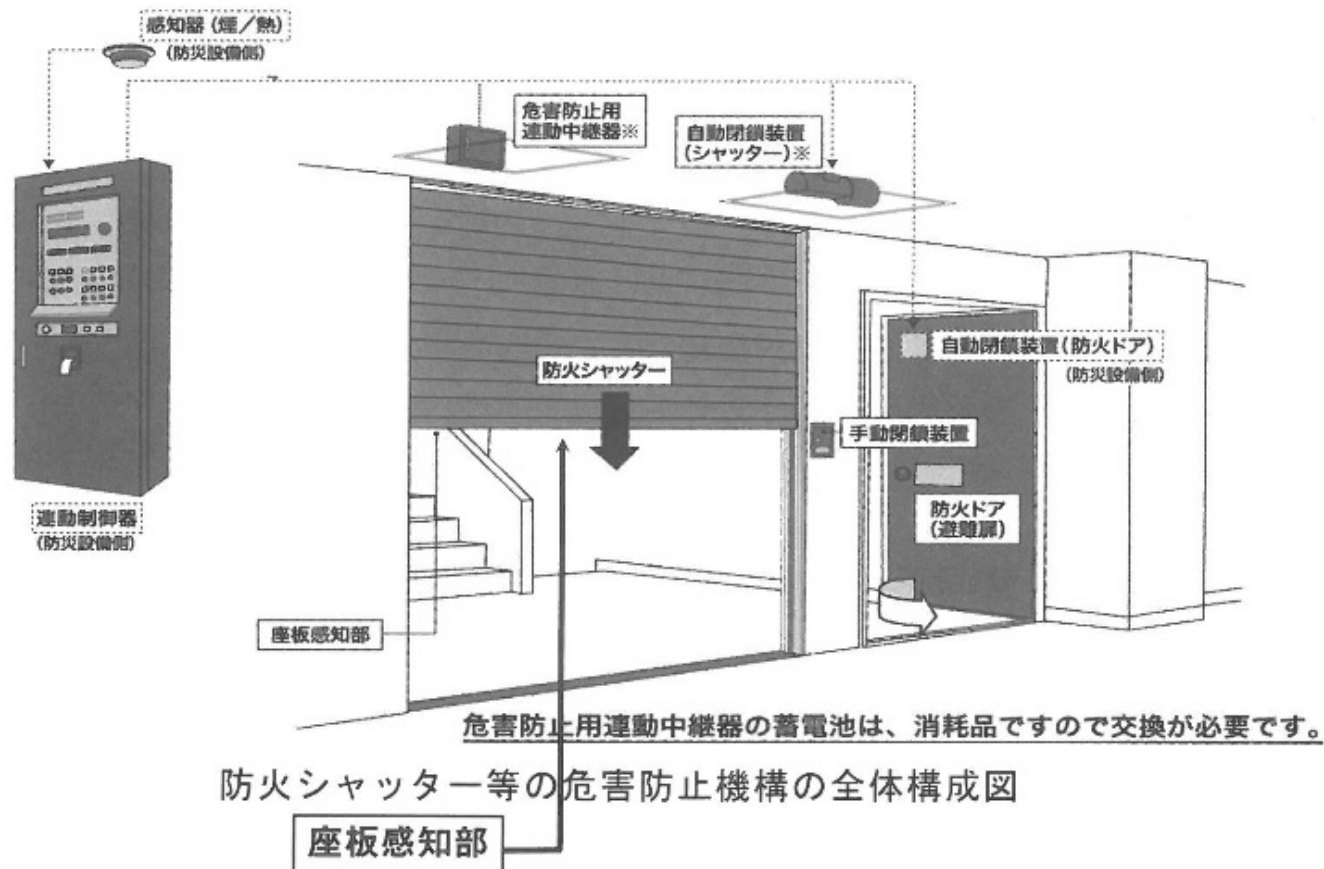 感知器(煙／熱)
(防災設備側)
危害防止用
連動中継器※
自動閉鎖装置
(シャッター)※
防火シャッター
自動閉鎖装置(防火ドア)
(防災設備側)
手動閉鎖装置
防火ドア
(避難扉)
連動制御器
(防災設備側)
座板感知部
危害防止用連動中継器の蓄電池は、消耗品ですので交換が必要です。
防火シャッター等の危害防止機構の全体構成図
座板感知部